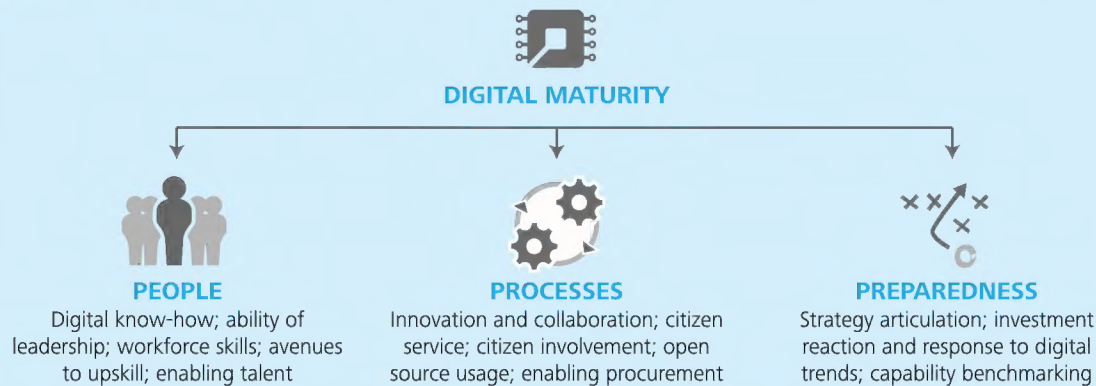 DIGITAL MATURITY
PEOPLE
Digital know-how; ability of
leadership; workforce skills; avenues
to upskill; enabling talent
PROCESSES
Innovation and collaboration; citizen
service; citizen involvement; open
source usage; enabling procurement
PREPAREDNESS
Strategy articulation; investment
reaction and response to digital
trends; capability benchmarking